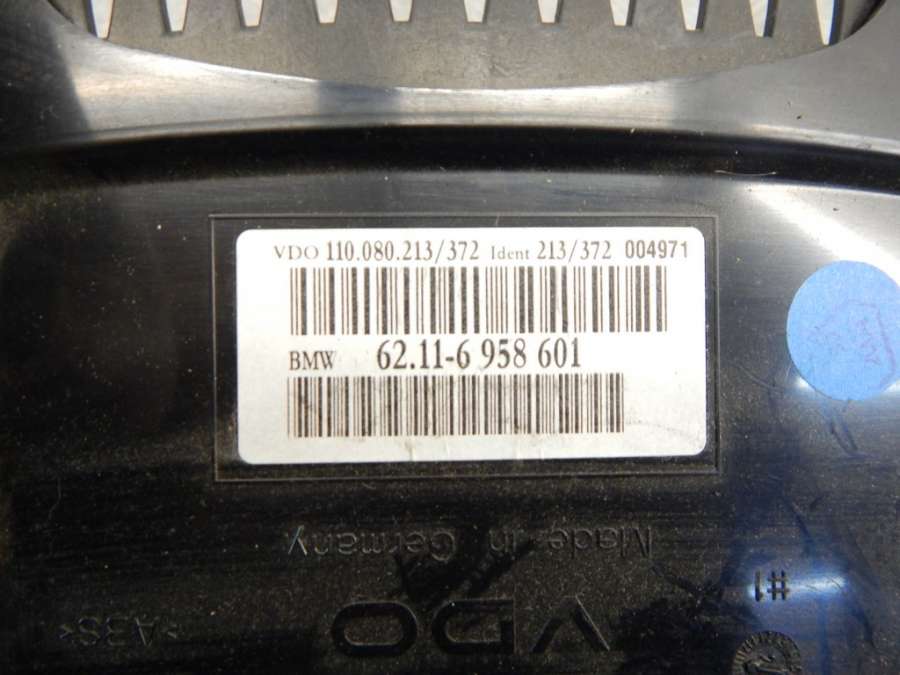 VDO 110.080.213/372 Ident 213/372 004971
BMW 62.11-6 958 601
Made in Germany
#1
VDO
>ABS<